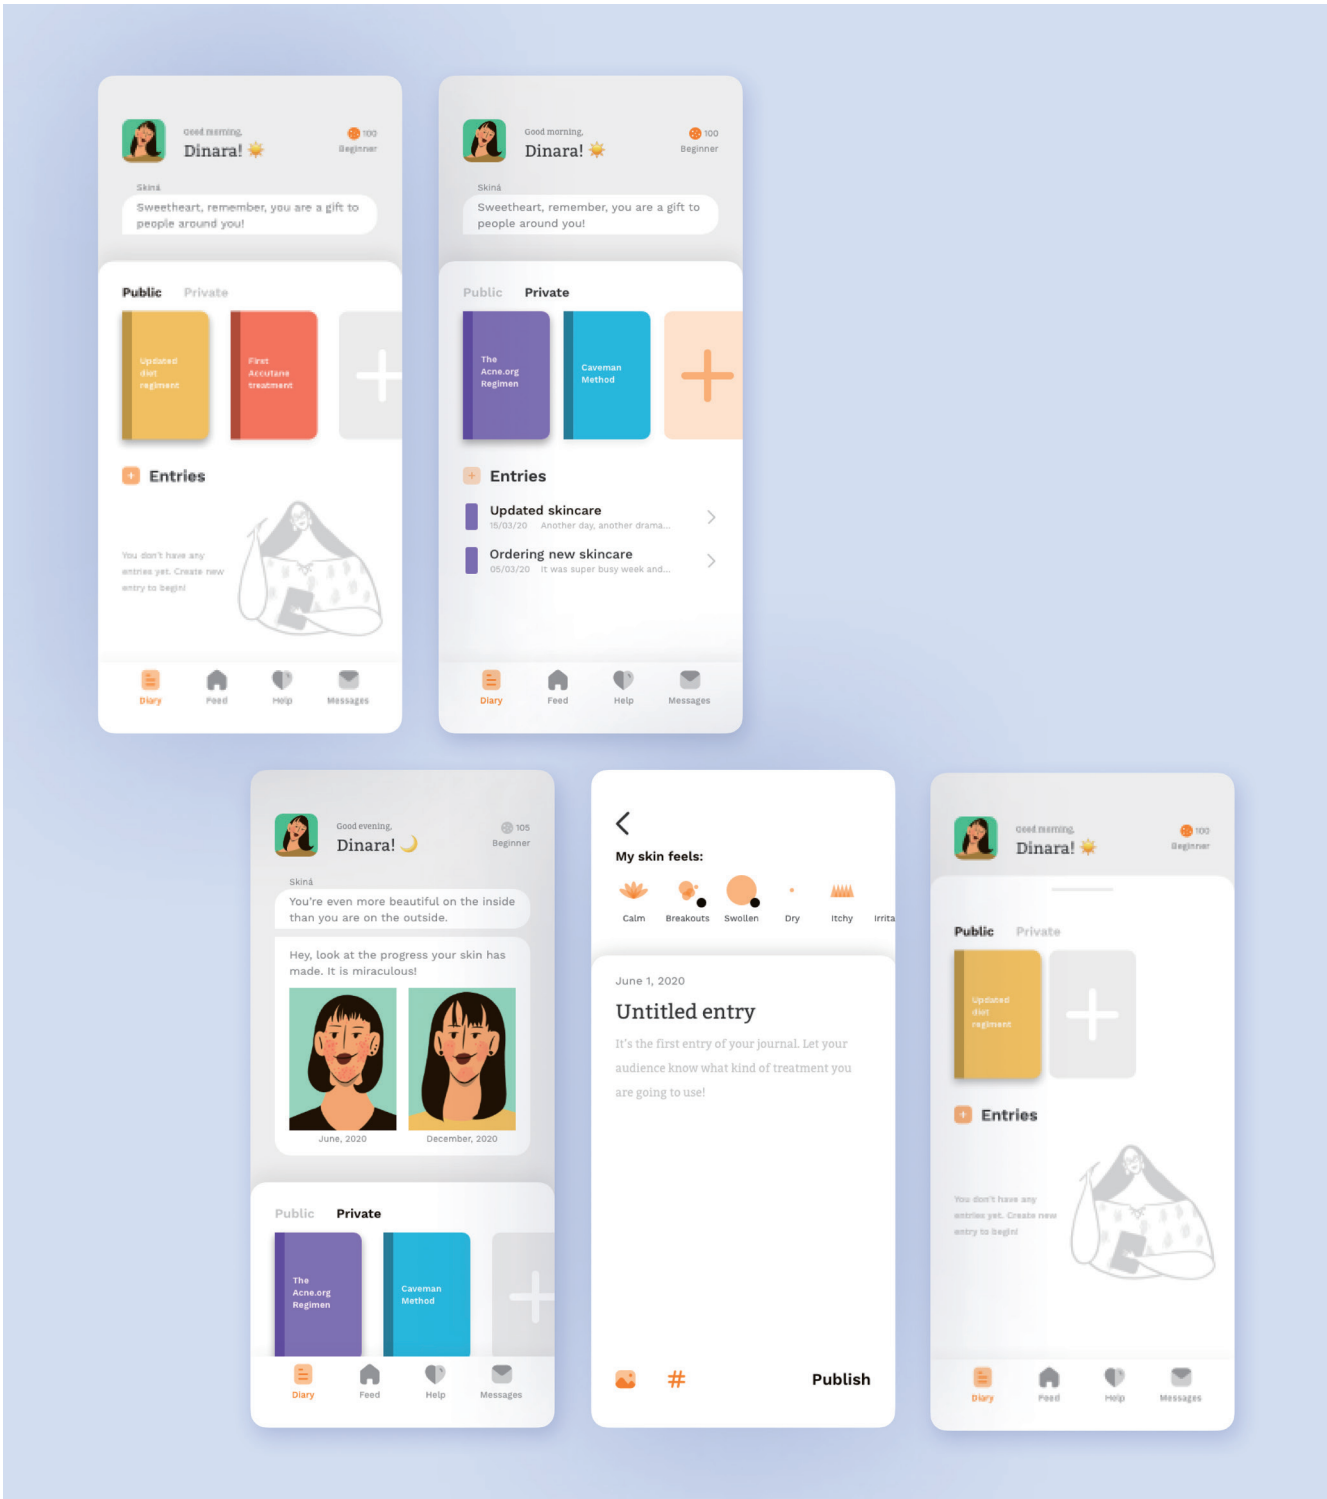 Good morning,
Dinara!
100
Beginner
Skiná
Sweetheart, remember, you are a gift to
people around you!
Public
Private
Updated
diet
regiment
First
Accutane
treatment
Entries
You don't have any
entries yet. Create new
entry to begin!
Diary
Feed
Help
Messages
Good morning,
Dinara!
100
Beginner
Skiná
Sweetheart, remember, you are a gift to
people around you!
Public
Private
The
Acne.org
Regimen
Caveman
Method
Entries
Updated skincare
15/03/20 Another day, another drama...
Ordering new skincare
05/03/20 It was super busy week and...
Diary
Feed
Help
Messages
Good evening,
Dinara!
105
Beginner
Skiná
You're even more beautiful on the inside
than you are on the outside.
Hey, look at the progress your skin has
made. It is miraculous!
June, 2020
December, 2020
Public
Private
The
Acne.org
Regimen
Caveman
Method
Diary
Feed
Help
Messages
My skin feels:
Calm
Breakouts
Swollen
Dry
Itchy
Irrita
June 1, 2020
Untitled entry
It's the first entry of your journal. Let your
audience know what kind of treatment you
are going to use!
#
Publish
Good morning,
Dinara!
100
Beginner
Public
Private
Updated
diet
regiment
Entries
You don't have any
entries yet. Create new
entry to begin!
Diary
Feed
Help
Messages